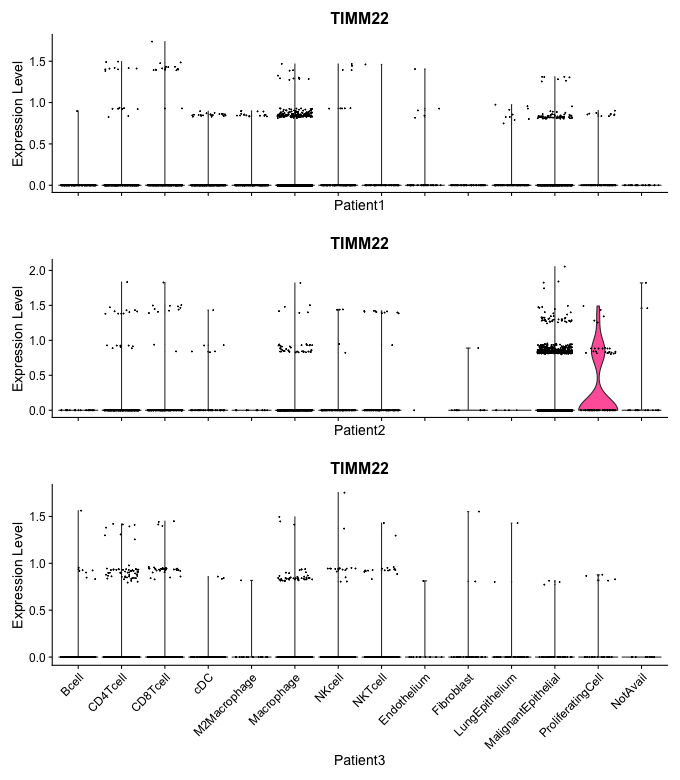 TIMM22
Expression Level
1.5
1.0
0.5
0.0
Patient1
TIMM22
Expression Level
2.0
1.5
1.0
0.5
0.0
Patient2
TIMM22
Expression Level
1.5
1.0
0.5
0.0
Bcell
CD4Tcell
CD8Tcell
cDC
M2Macrophage
Macrophage
NKcell
NKTcell
Endothelium
Fibroblast
LungEpithelium
MalignantEpithelial
ProliferatingCell
NotAvail
Patient3